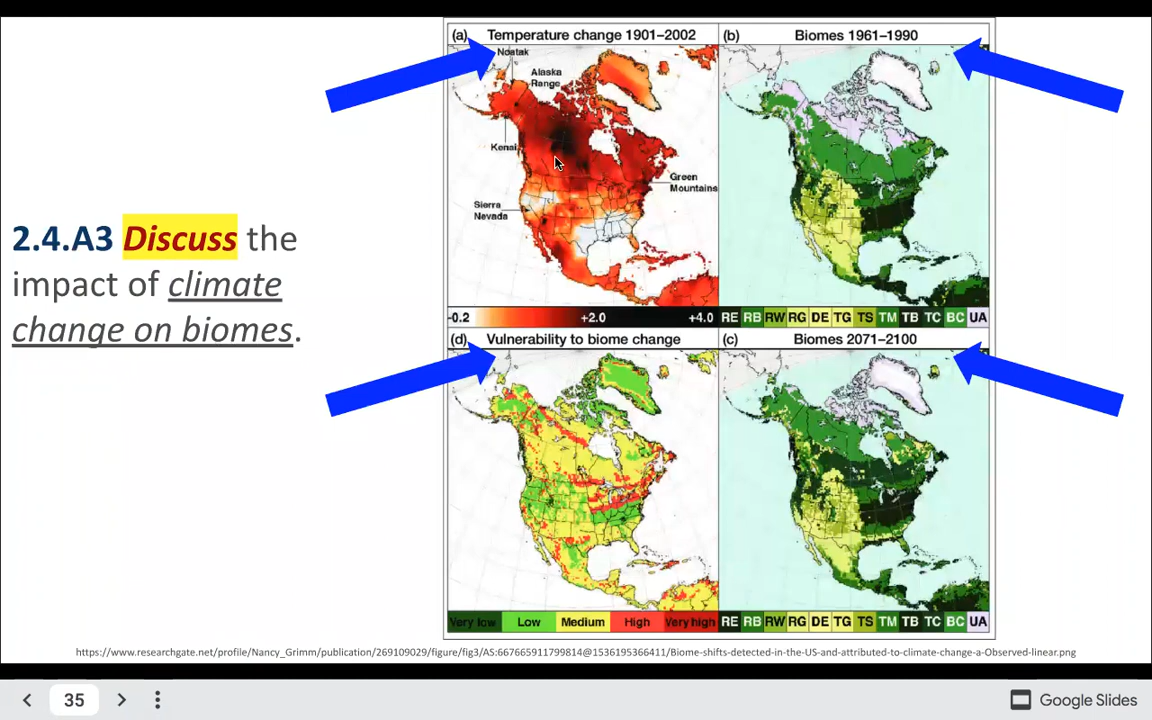 2.4.A3 Discuss the
impact of climate
change on biomes.
(a) Temperature change 1901–2002
Noatak
Alaska
Range
Kenai
Green
Mountains
Sierra
Nevada
-0.2 +2.0 +4.0
(b) Biomes 1961–1990
RE RB RW RG DE TG TS TM TB TC BC UA
(d) Vulnerability to biome change
Very low Low Medium High Very high
(c) Biomes 2071–2100
RE RB RW RG DE TG TS TM TB TC BC UA
https://www.researchgate.net/profile/Nancy_Grimm/publication/269109029/figure/fig3/AS:667665911799814@1536195366411/Biome-shifts-detected-in-the-US-and-attributed-to-climate-change-a-Observed-linear.png
35
Google Slides